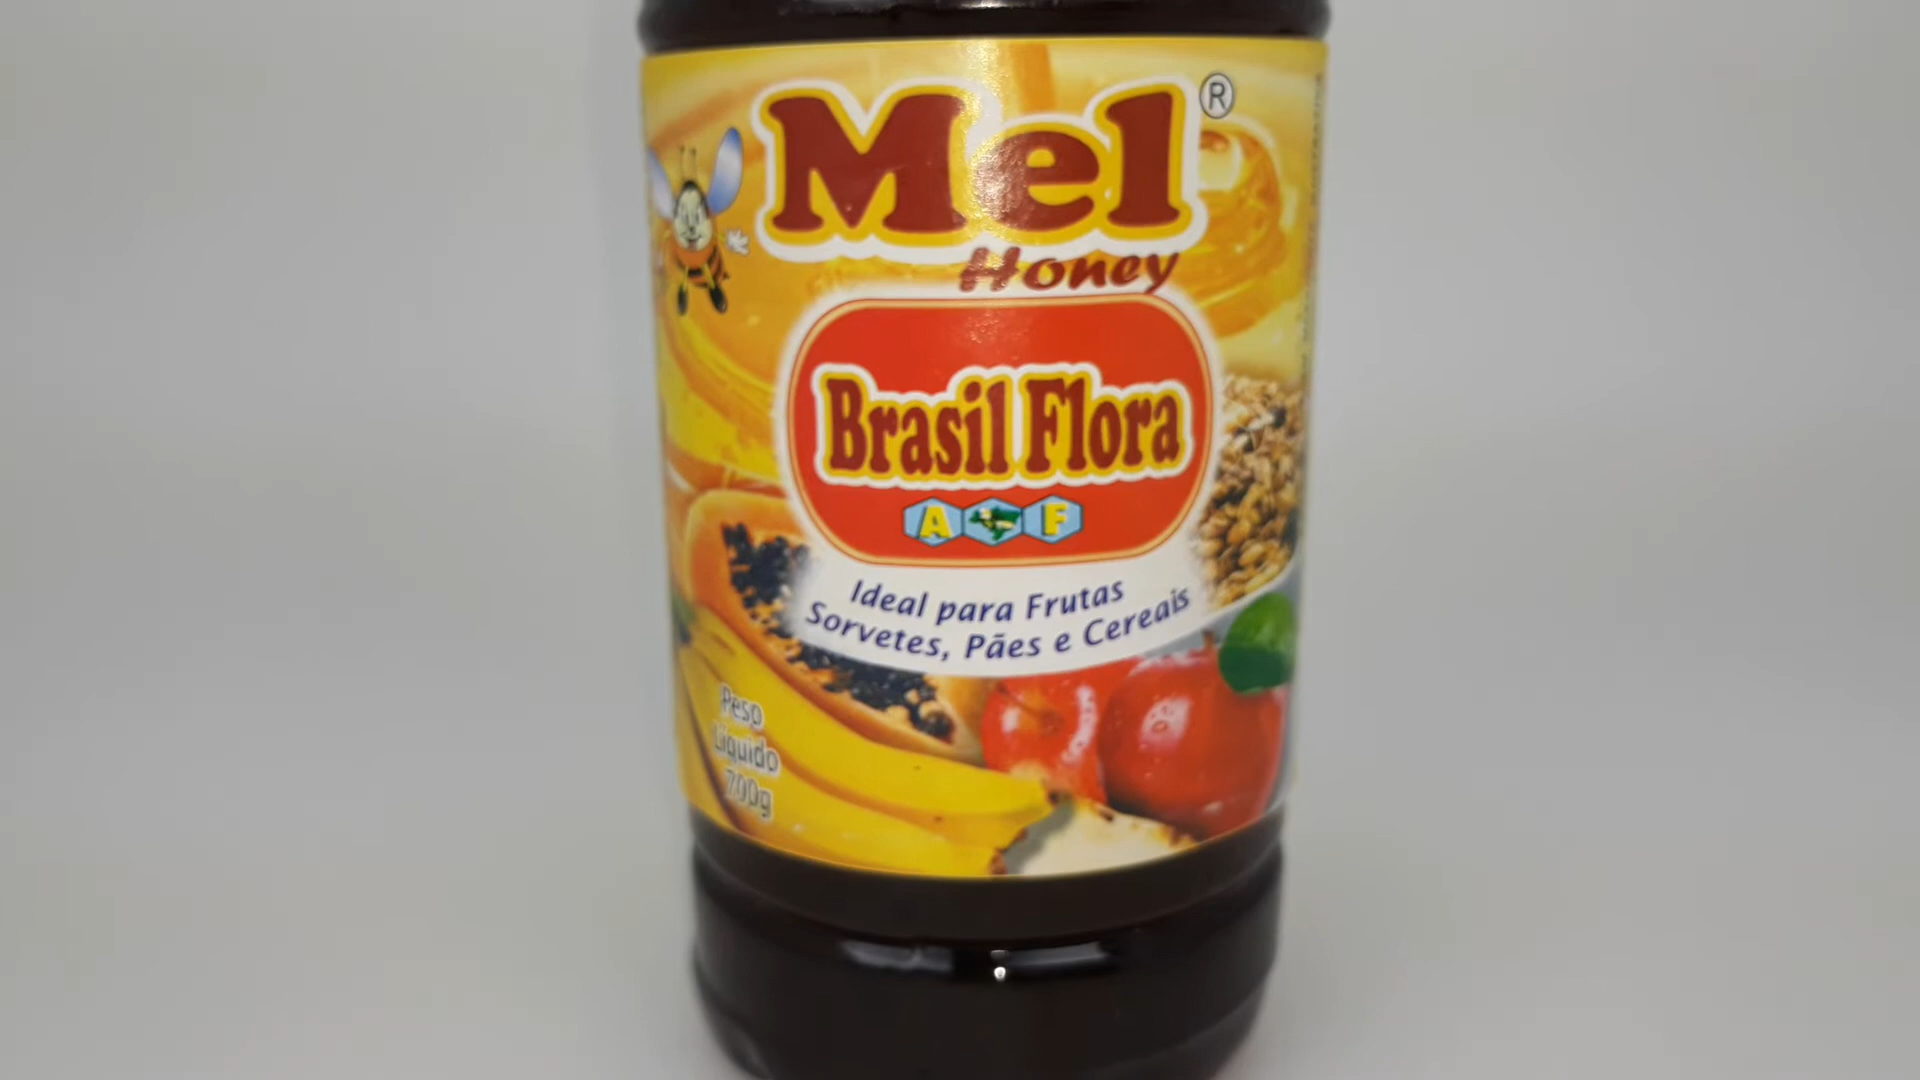 Mel ®
Honey
Brasil Flora
A F
Ideal para Frutas
Sorvetes, Pães e Cereais
Peso
Líquido
700g